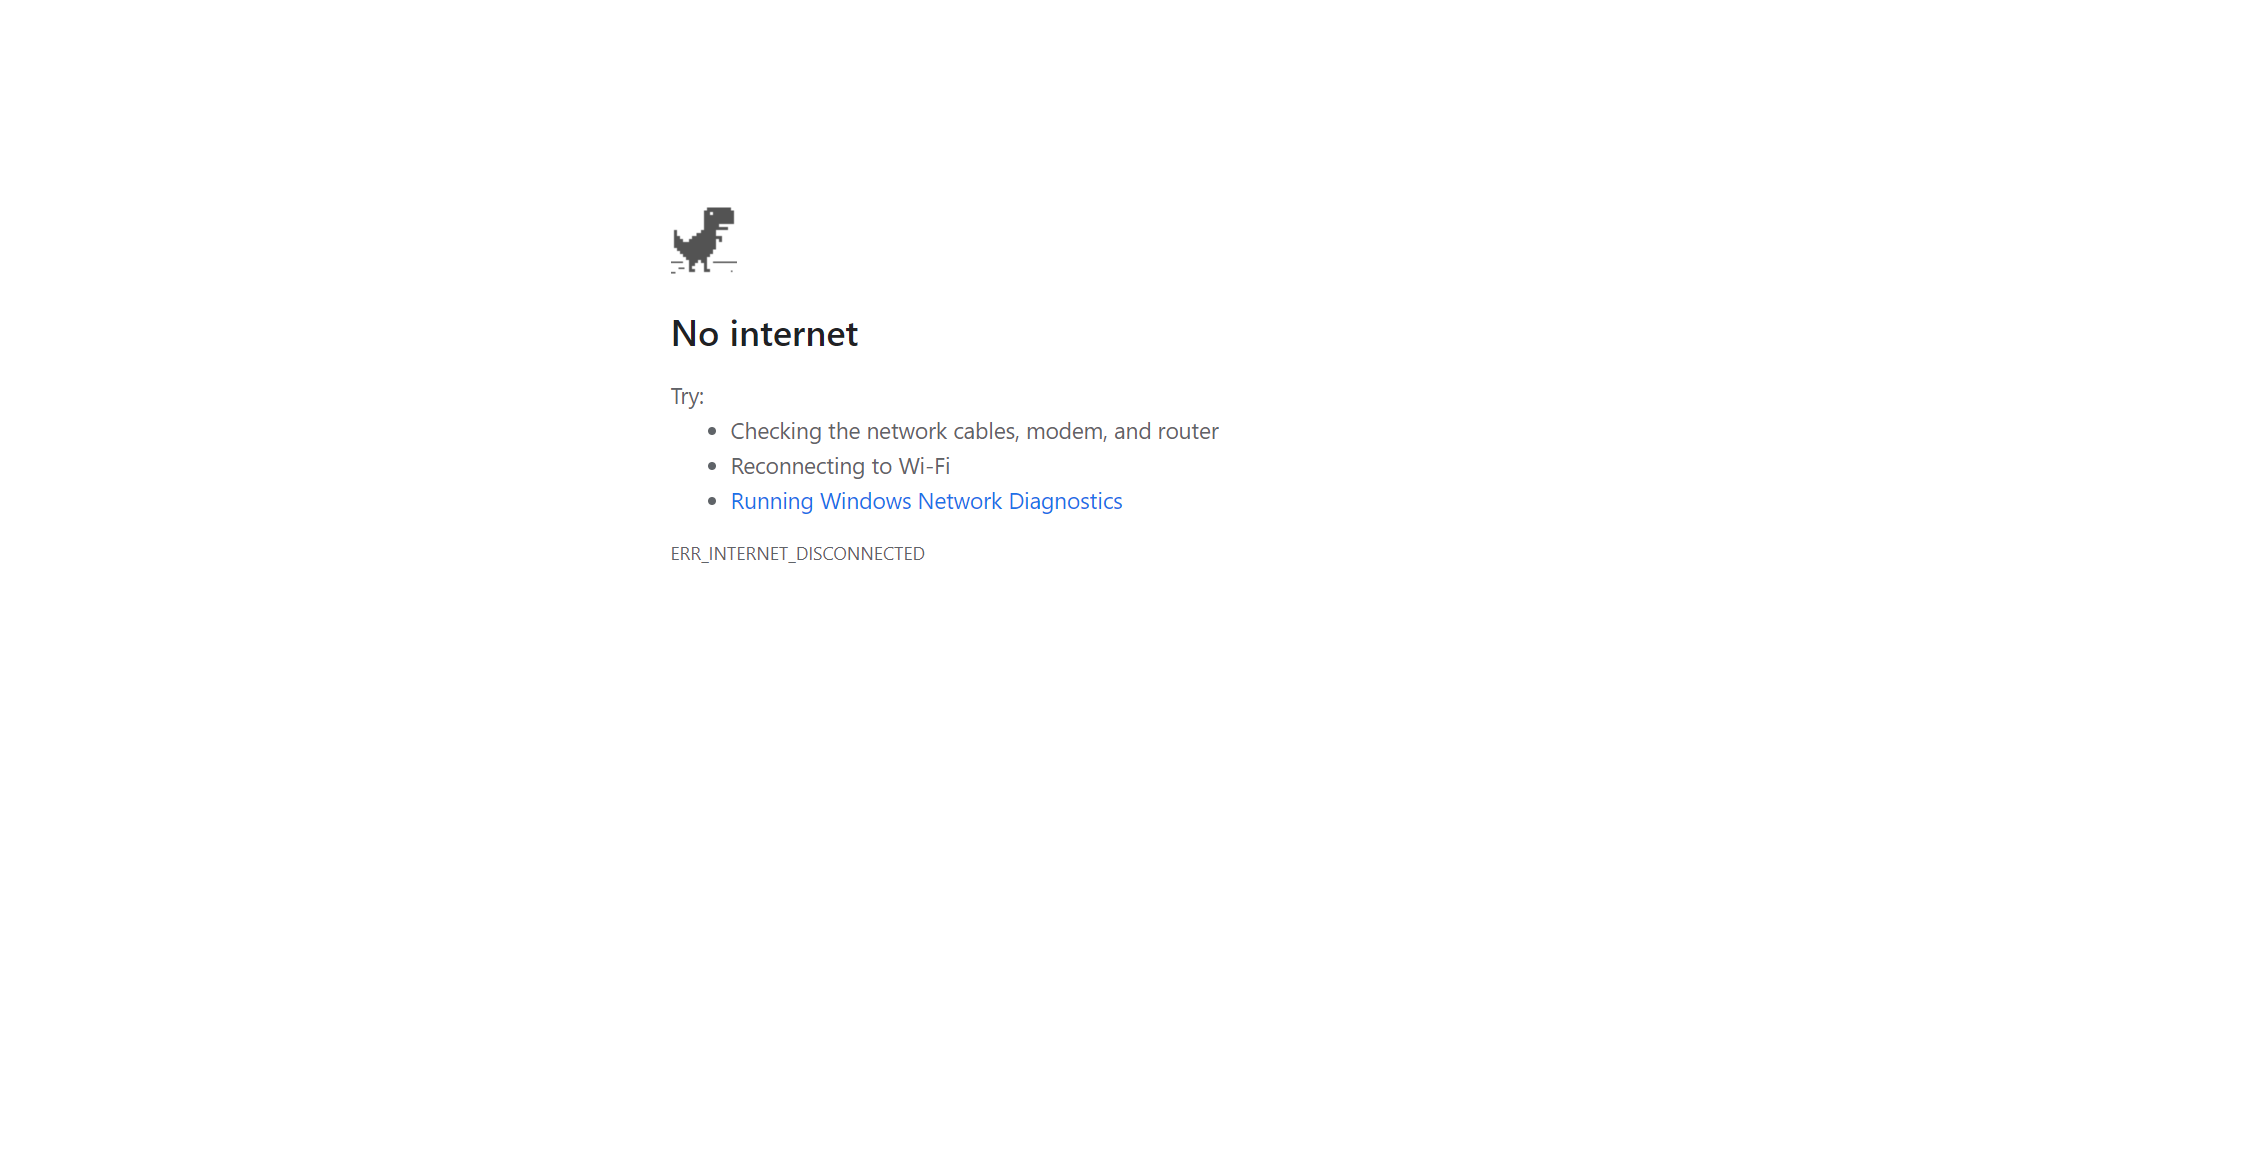 No internet
Try:
Checking the network cables, modem, and router
Reconnecting to Wi-Fi
Running Windows Network Diagnostics
ERR_INTERNET_DISCONNECTED